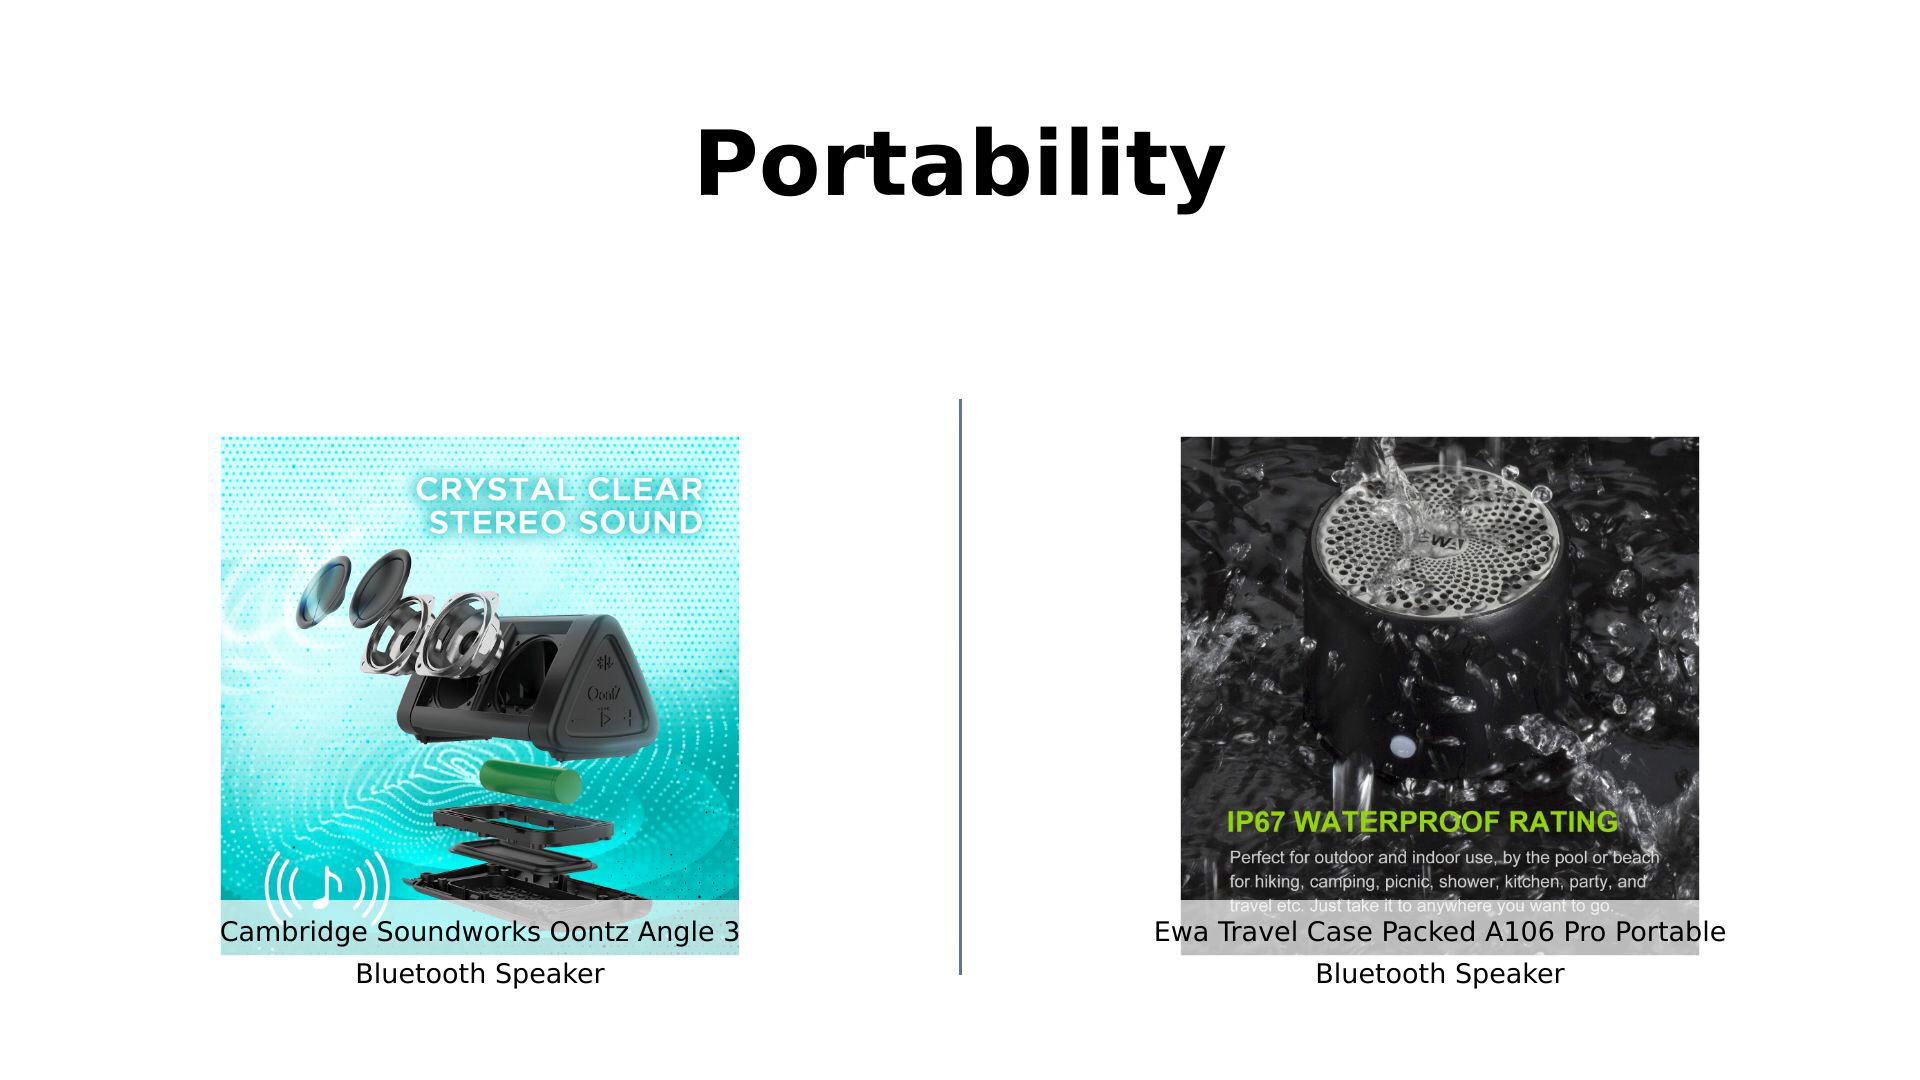 Portability
CRYSTAL CLEAR
STEREO SOUND
Oontz
EWA
IP67 WATERPROOF RATING
Perfect for outdoor and indoor use, by the pool or beach
for hiking, camping, picnic, shower, kitchen, party, and
travel etc. Just take it to anywhere you want to go.
Cambridge Soundworks Oontz Angle 3
Bluetooth Speaker
Ewa Travel Case Packed A106 Pro Portable
Bluetooth Speaker